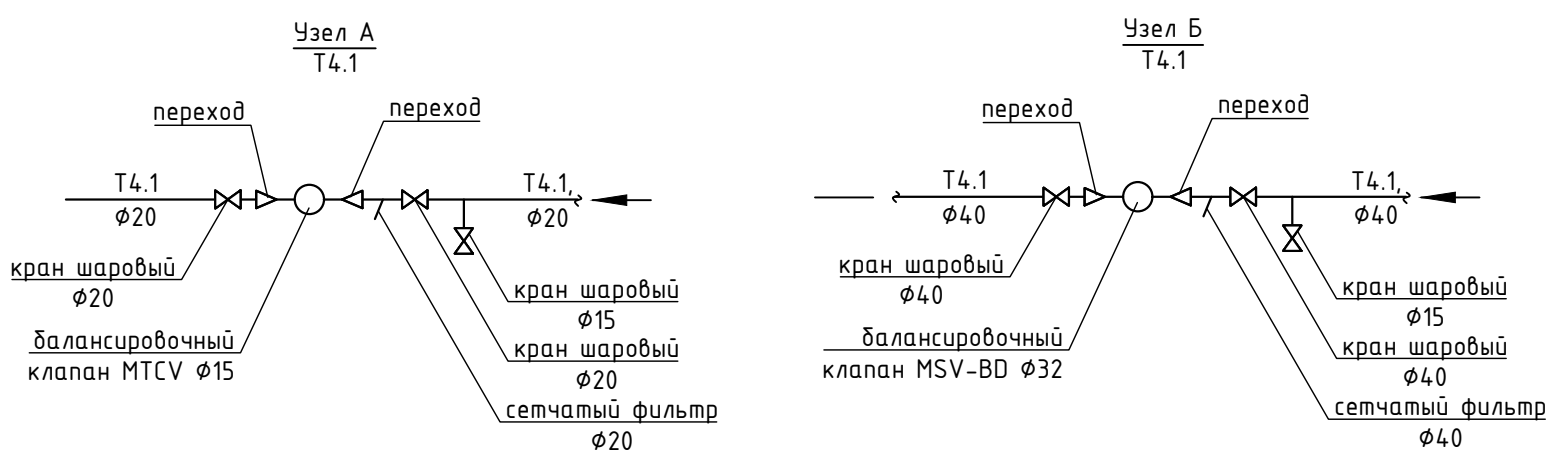 Узел А
Т4.1
переход
переход
Т4.1
Ф20
Т4.1,
Ф20
кран шаровый
Ф20
кран шаровый
Ф15
балансировочный
клапан MTCV Ф15
кран шаровый
Ф20
сетчатый фильтр
Ф20
Узел Б
Т4.1
переход
переход
Т4.1
Ф40
Т4.1,
Ф40
кран шаровый
Ф40
кран шаровый
Ф15
балансировочный
клапан MSV-BD Ф32
кран шаровый
Ф40
сетчатый фильтр
Ф40